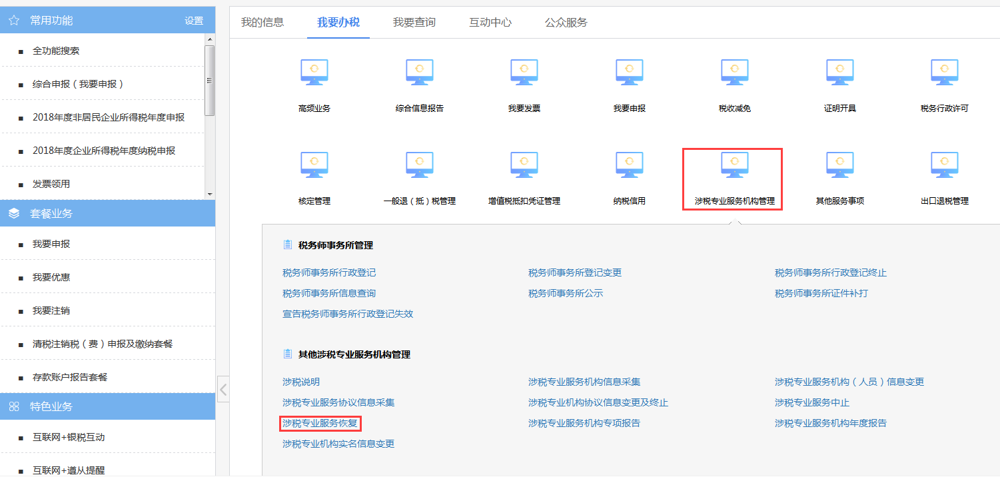 常用功能 设置
全功能搜索
综合申报（我要申报）
2018年度非居民企业所得税年度申报
2018年度企业所得税年度纳税申报
发票领用
套餐业务
我要申报
我要优惠
我要注销
清税注销税（费）申报及缴纳套餐
存款账户报告套餐
特色业务
互联网+银税互动
互联网+遵从提醒
我的信息 我要办税 我要查询 互动中心 公众服务
高频业务 综合信息报告 我要发票 我要申报 税收减免 证明开具 税务行政许可
核定管理 一般退（抵）税管理 增值税抵扣凭证管理 纳税信用 涉税专业服务机构管理 其他服务事项 出口退税管理
税务师事务所管理
税务师事务所行政登记 税务师事务所登记变更 税务师事务所行政登记终止
税务师事务所信息查询 税务师事务所公示 税务师事务所证件补打
宣告税务师事务所行政登记失效
其他涉税专业服务机构管理
涉税说明 涉税专业服务机构信息采集 涉税专业服务机构（人员）信息变更
涉税专业服务协议信息采集 涉税专业机构协议信息变更及终止 涉税专业服务中止
涉税专业服务恢复 涉税专业服务机构专项报告 涉税专业服务机构年度报告
涉税专业机构实名信息变更